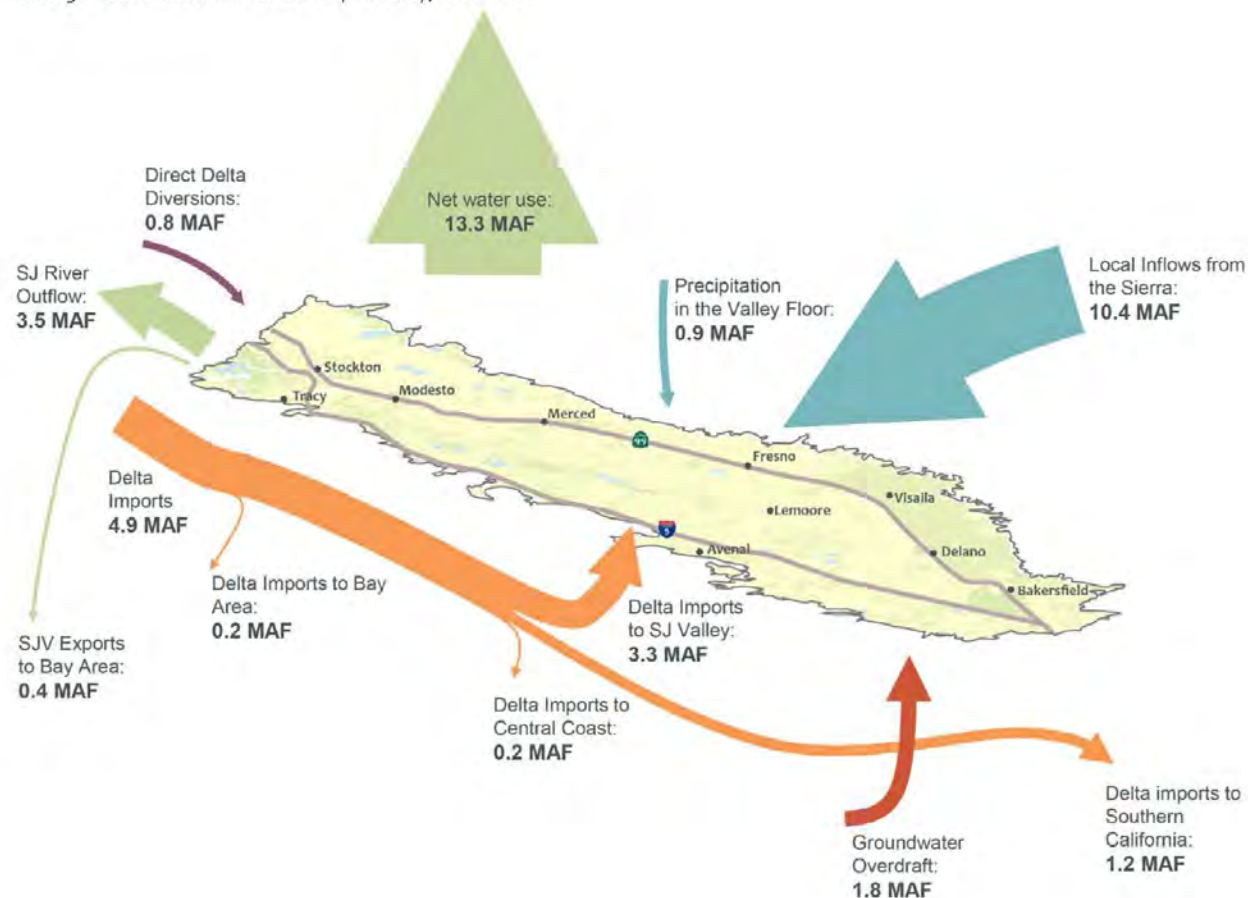 Direct Delta
Diversions:
0.8 MAF
Net water use:
13.3 MAF
SJ River
Outflow:
3.5 MAF
Precipitation
in the Valley Floor:
0.9 MAF
Local Inflows from
the Sierra:
10.4 MAF
Stockton
Tracy
Modesto
Merced
99
Fresno
Visalia
Lemoore
5
Avenal
Delano
Bakersfield
Delta
Imports
4.9 MAF
Delta Imports to Bay
Area:
0.2 MAF
Delta Imports
to SJ Valley:
3.3 MAF
SJV Exports
to Bay Area:
0.4 MAF
Delta Imports to
Central Coast:
0.2 MAF
Groundwater
Overdraft:
1.8 MAF
Delta imports to
Southern
California:
1.2 MAF